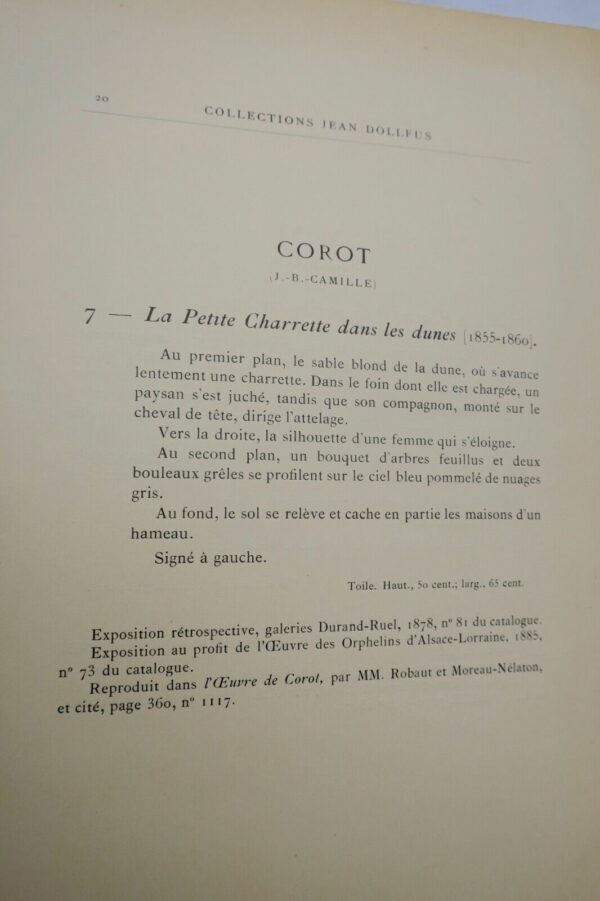 20
COLLECTIONS JEAN DOLLFUS
COROT
(J.-B.-CAMILLE)
7 — La Petite Charrette dans les dunes [1855-1860].
Au premier plan, le sable blond de la dune, où s'avance
lentement une charrette. Dans le foin dont elle est chargée, un
paysan s'est juché, tandis que son compagnon, monté sur le
cheval de tête, dirige l'attelage.
Vers la droite, la silhouette d'une femme qui s'éloigne.
Au second plan, un bouquet d'arbres feuillus et deux
bouleaux grêles se profilent sur le ciel bleu pommelé de nuages
gris.
Au fond, le sol se relève et cache en partie les maisons d'un
hameau.
Signé à gauche.
Toile. Haut., 50 cent.; larg., 65 cent.
Exposition rétrospective, galeries Durand-Ruel, 1878, n° 81 du catalogue.
Exposition au profit de l'Œuvre des Orphelins d'Alsace-Lorraine, 1885,
n° 73 du catalogue.
Reproduit dans l'Œuvre de Corot, par MM. Robaut et Moreau-Nélaton,
et cité, page 360, n° 1117.